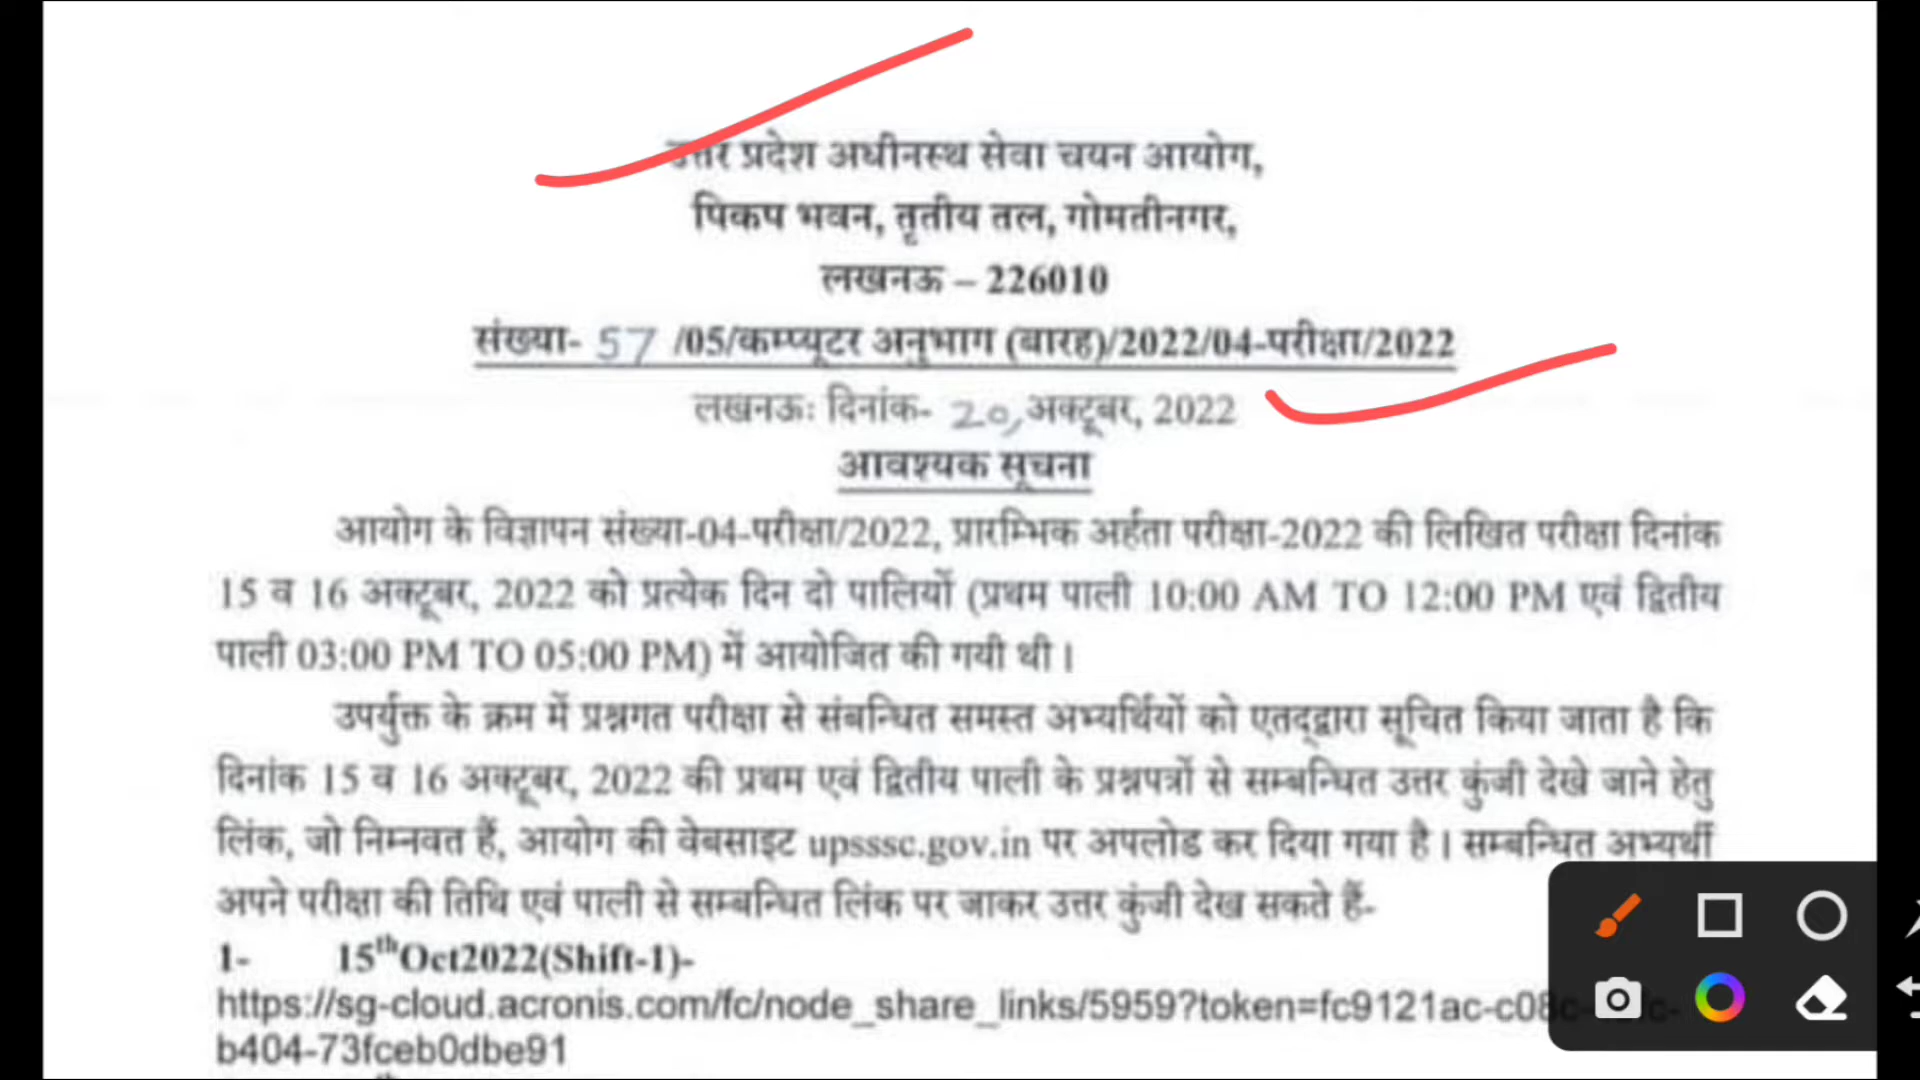 उत्तर प्रदेश अधीनस्थ सेवा चयन आयोग,
पिकप भवन, तृतीय तल, गोमतीनगर,
लखनऊ – 226010
संख्या- 57 /05/कम्प्यूटर अनुभाग (बारह)/2022/04-परीक्षा/2022
लखनऊः दिनांक- 20, अक्टूबर, 2022
आवश्यक सूचना
आयोग के विज्ञापन संख्या-04-परीक्षा/2022, प्रारम्भिक अर्हता परीक्षा-2022 की लिखित परीक्षा दिनांक
15 व 16 अक्टूबर, 2022 को प्रत्येक दिन दो पालियों (प्रथम पाली 10:00 AM TO 12:00 PM एवं द्वितीय
पाली 03:00 PM TO 05:00 PM) में आयोजित की गयी थी।
उपर्युक्त के क्रम में प्रश्नगत परीक्षा से संबन्धित समस्त अभ्यर्थियों को एतद्द्वारा सूचित किया जाता है कि
दिनांक 15 व 16 अक्टूबर, 2022 की प्रथम एवं द्वितीय पाली के प्रश्नपत्रों से सम्बन्धित उत्तर कुंजी देखे जाने हेतु
लिंक, जो निम्नवत हैं, आयोग की वेबसाइट upsssc.gov.in पर अपलोड कर दिया गया है। सम्बन्धित अभ्यर्थी
अपने परीक्षा की तिथि एवं पाली से सम्बन्धित लिंक पर जाकर उत्तर कुंजी देख सकते हैं-
1- 15thOct2022(Shift-1)-
https://sg-cloud.acronis.com/fc/node_share_links/5959?token=fc9121ac-c08c-
b404-73fceb0dbe91